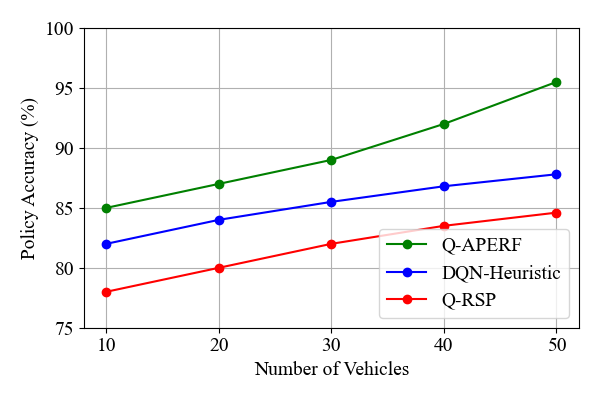 100
95
90
85
80
75
Policy Accuracy (%)
10 20 30 40 50
Number of Vehicles
Q-APERF
DQN-Heuristic
Q-RSP